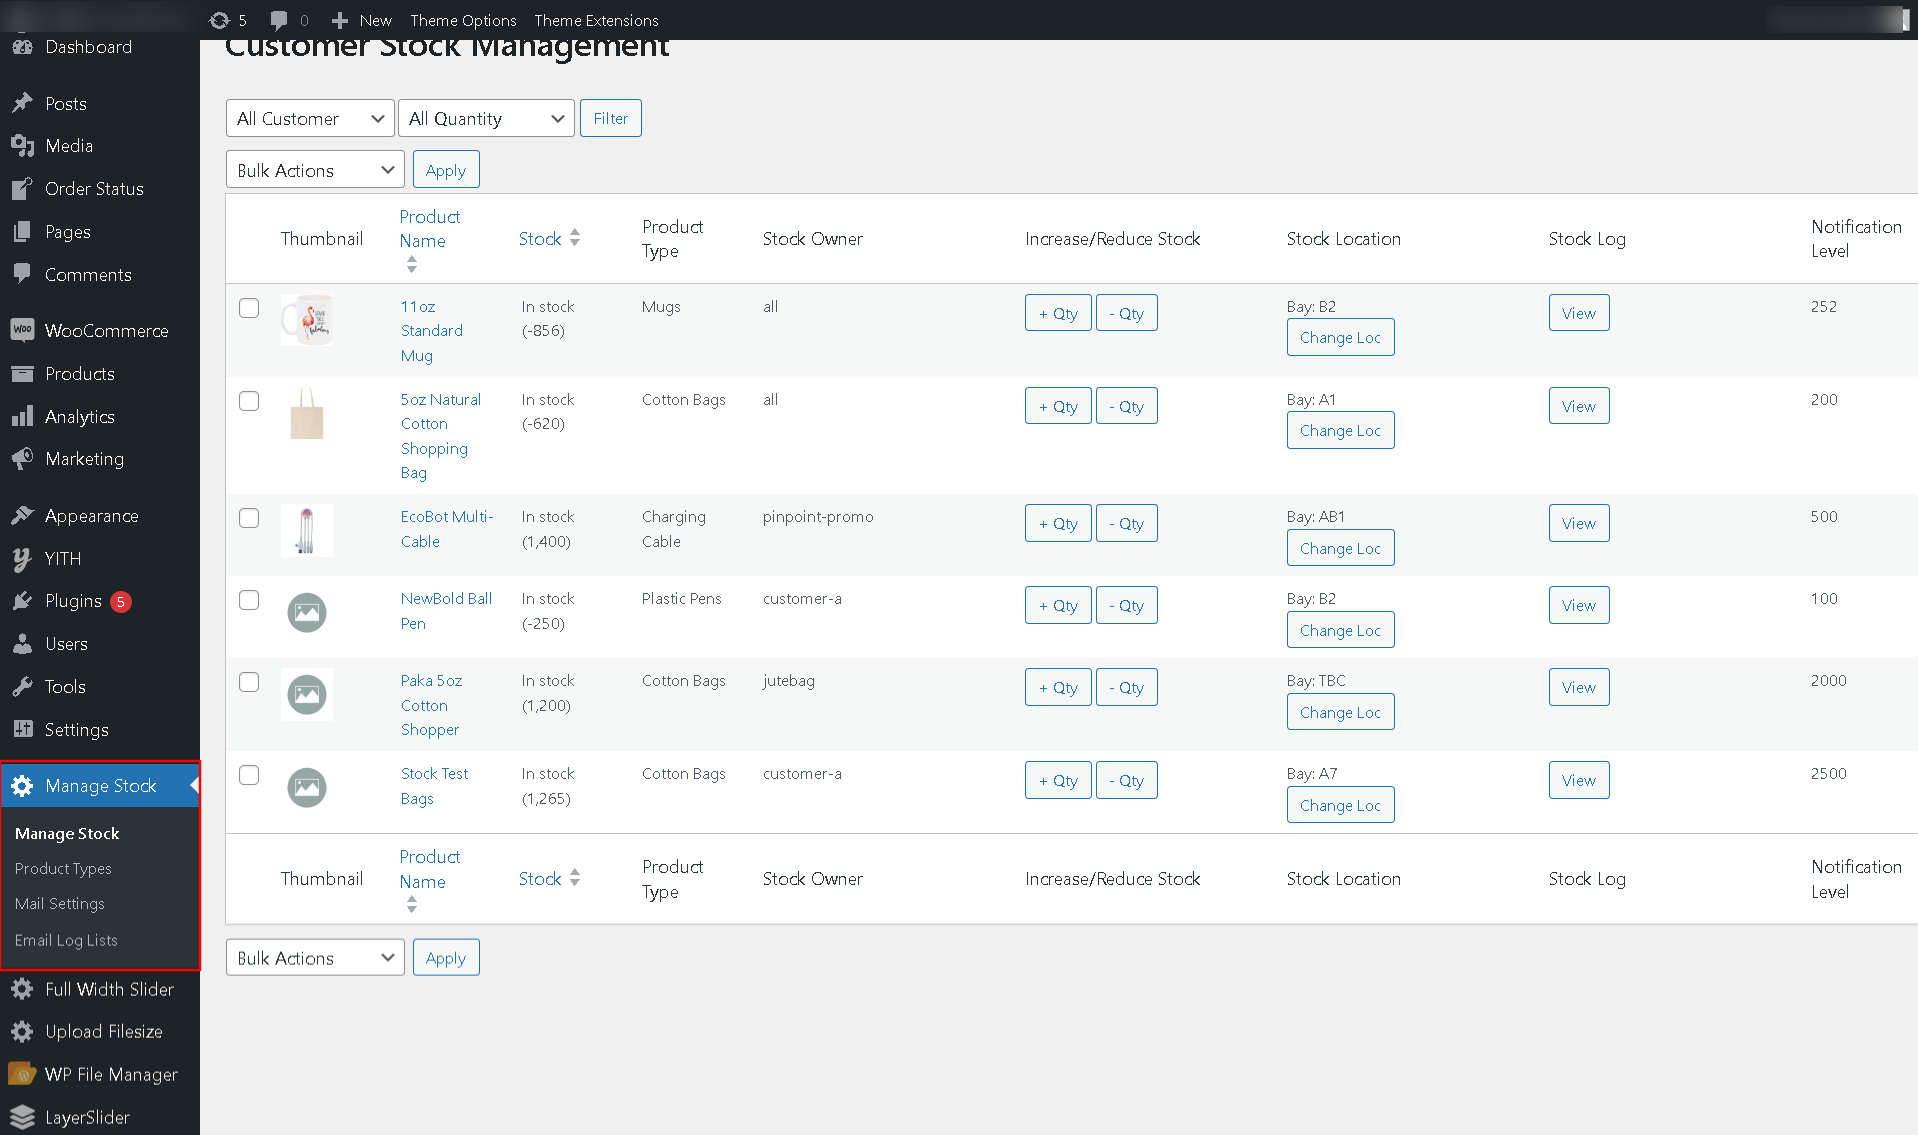 5 0 New Theme Options Theme Extensions
Dashboard
Posts
Media
Order Status
Pages
Comments
WooCommerce
Products
Analytics
Marketing
Appearance
YITH
Plugins 5
Users
Tools
Settings
Manage Stock
Manage Stock
Product Types
Mail Settings
Email Log Lists
Full Width Slider
Upload Filesize
WP File Manager
LayerSlider
Customer Stock Management
All Customer All Quantity Filter
Bulk Actions Apply
Thumbnail Product Name Stock Product Type Stock Owner Increase/Reduce Stock Stock Location Stock Log Notification Level
11oz Standard Mug In stock (-856) Mugs all + Qty - Qty Bay: B2 Change Loc View 252
5oz Natural Cotton Shopping Bag In stock (-620) Cotton Bags all + Qty - Qty Bay: A1 Change Loc View 200
EcoBot Multi-Cable In stock (1,400) Charging Cable pinpoint-promo + Qty - Qty Bay: AB1 Change Loc View 500
NewBold Ball Pen In stock (-250) Plastic Pens customer-a + Qty - Qty Bay: B2 Change Loc View 100
Paka 5oz Cotton Shopper In stock (1,200) Cotton Bags jutebag + Qty - Qty Bay: TBC Change Loc View 2000
Stock Test Bags In stock (1,265) Cotton Bags customer-a + Qty - Qty Bay: A7 Change Loc View 2500
Thumbnail Product Name Stock Product Type Stock Owner Increase/Reduce Stock Stock Location Stock Log Notification Level
Bulk Actions Apply